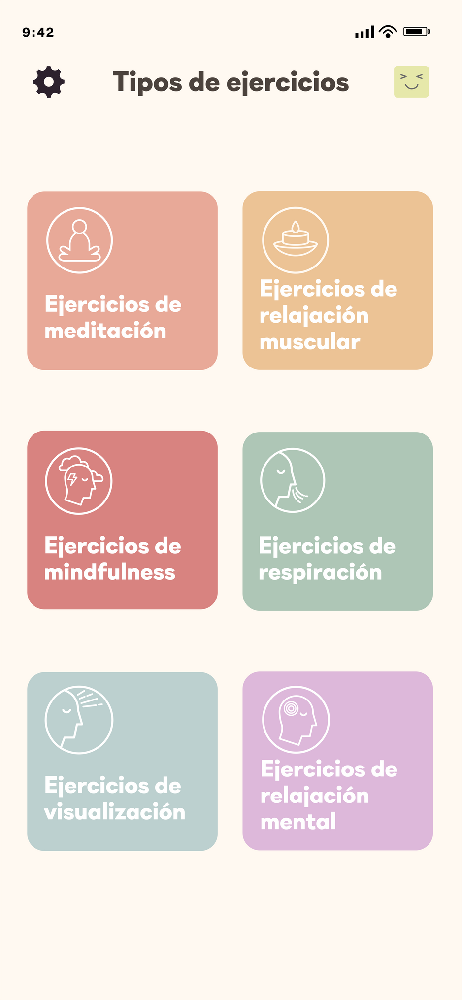 9:42
Tipos de ejercicios
Ejercicios de
meditación
Ejercicios de
relajación
muscular
Ejercicios de
mindfulness
Ejercicios de
respiración
Ejercicios de
visualización
Ejercicios de
relajación
mental